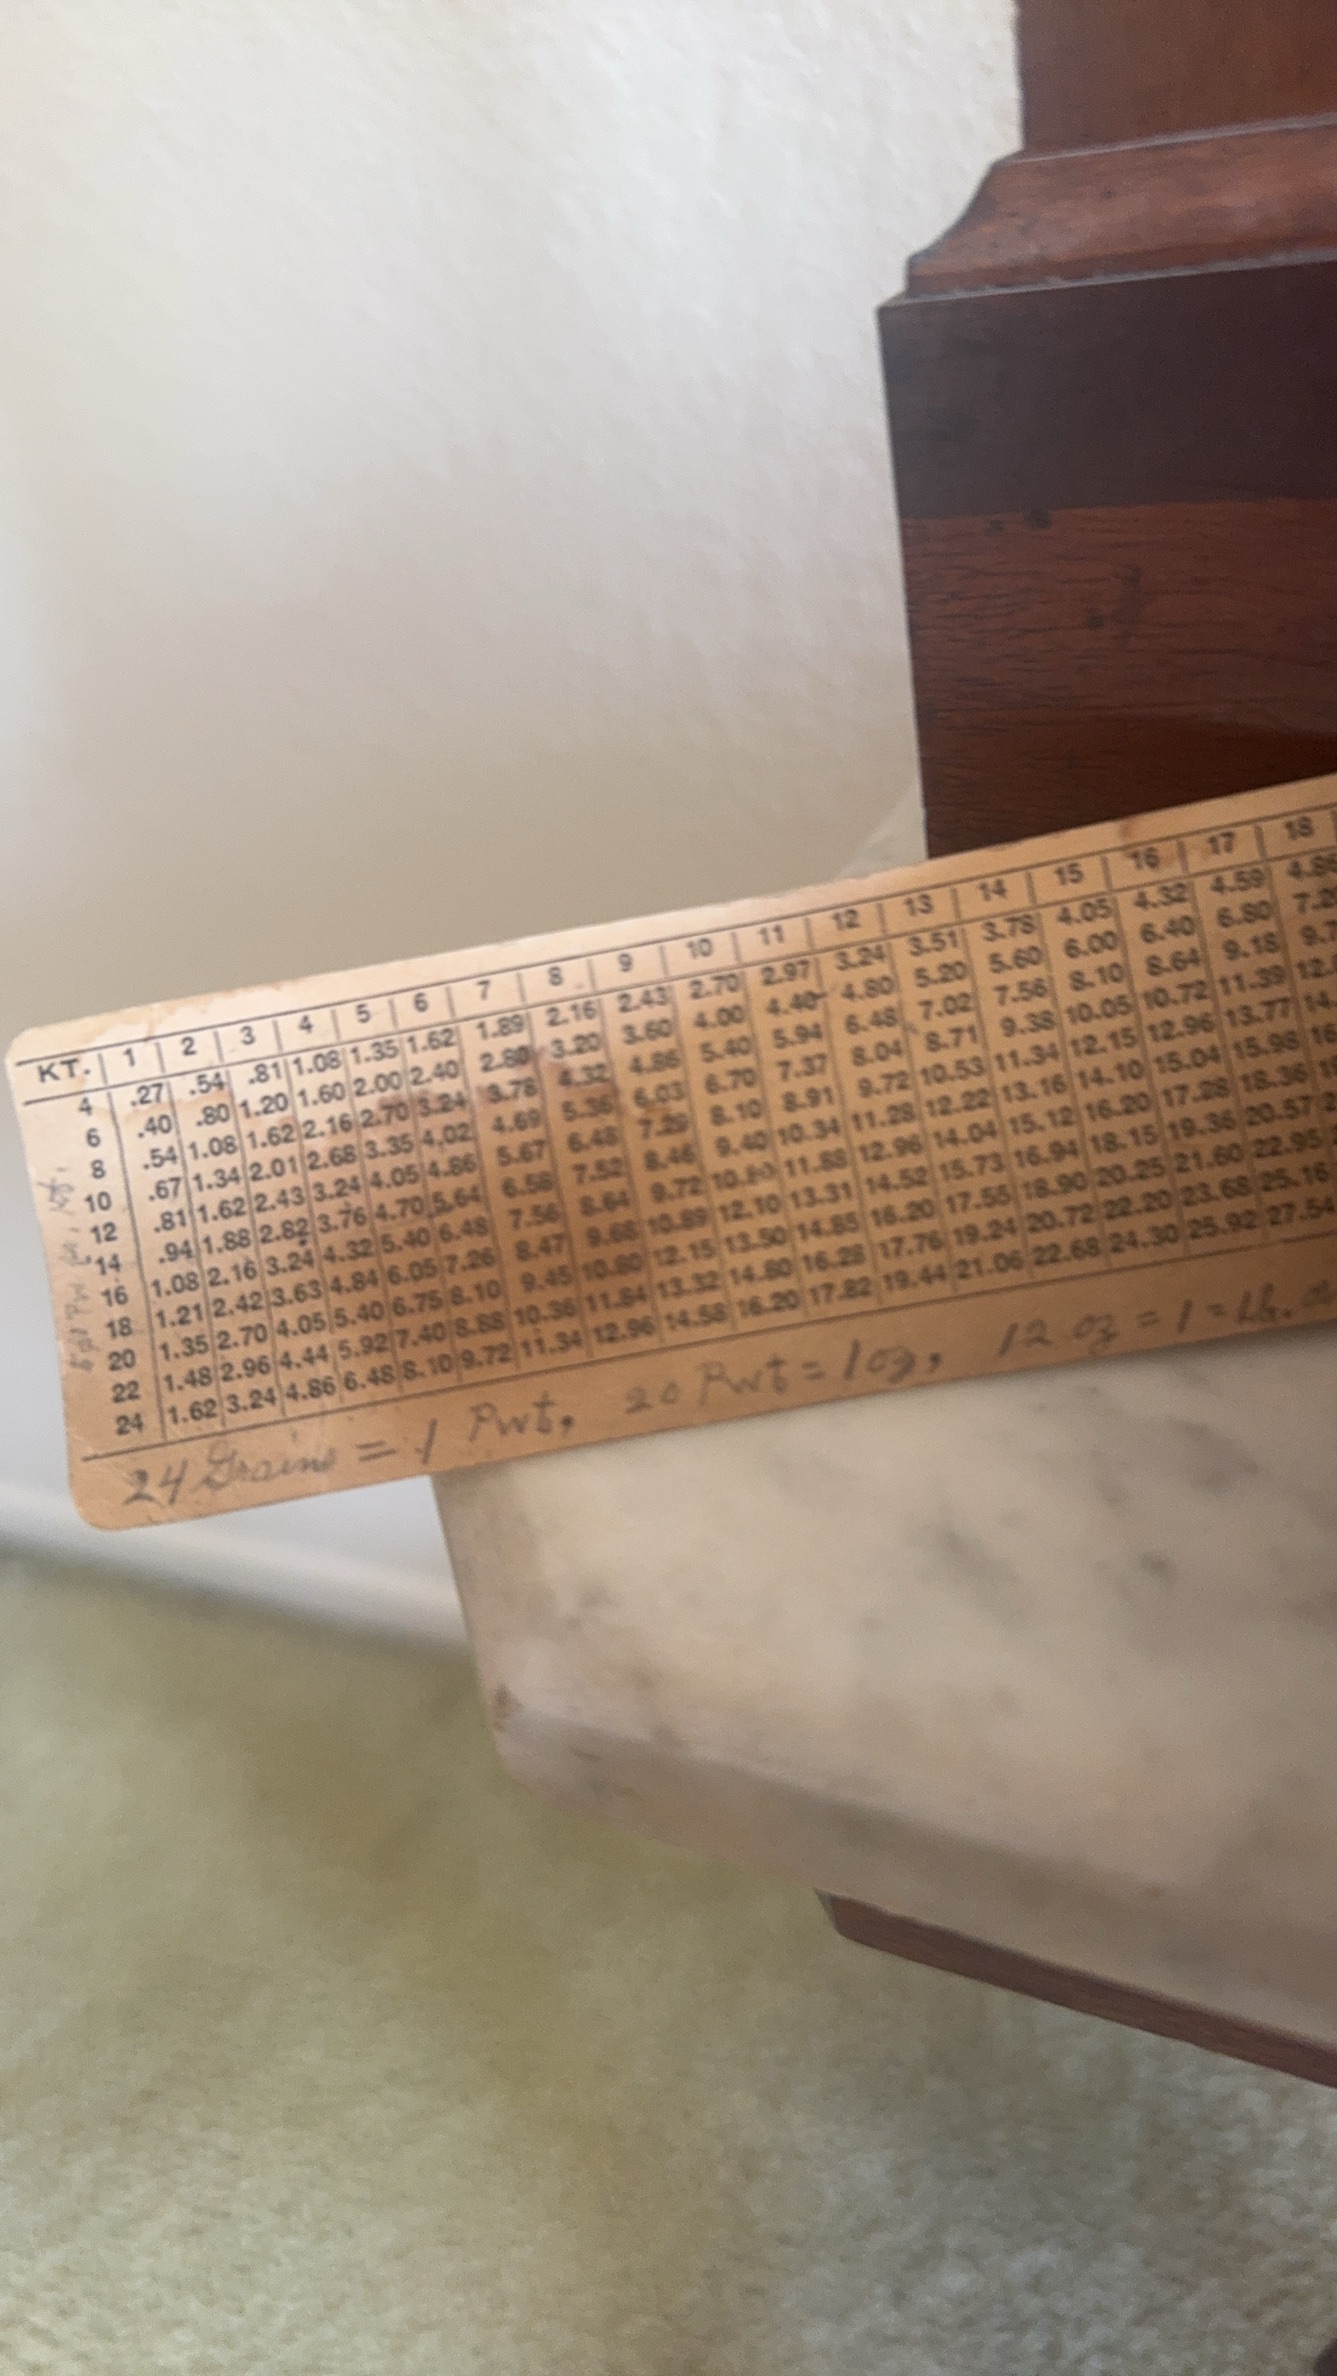 KT. 1 2 3 4 5 6 7 8 9 10 11 12 13 14 15 16 17 18
4 .27 .54 .81 1.08 1.35 1.62 1.89 2.16 2.43 2.70 2.97 3.24 3.51 3.78 4.05 4.32 4.59
6 .40 .80 1.20 1.60 2.00 2.40 2.80 3.20 3.60 4.00 4.40 4.80 5.20 5.60 6.00 6.40 6.80
8 .54 1.08 1.62 2.16 2.70 3.24 3.78 4.32 4.86 5.40 5.94 6.48 7.02 7.56 8.10 8.64 9.18
10 .67 1.34 2.01 2.68 3.35 4.02 4.69 5.36 6.03 6.70 7.37 8.04 8.71 9.38 10.05 10.72 11.39
12 .81 1.62 2.43 3.24 4.05 4.86 5.67 6.48 7.29 8.10 8.91 9.72 10.53 11.34 12.15 12.96 13.77
14 .94 1.88 2.82 3.76 4.70 5.64 6.58 7.52 8.46 9.40 10.34 11.28 12.22 13.16 14.10 15.04 15.98
16 1.08 2.16 3.24 4.32 5.40 6.48 7.56 8.64 9.72 10.80 11.88 12.96 14.04 15.12 16.20 17.28 18.36
18 1.21 2.42 3.63 4.84 6.05 7.26 8.47 9.68 10.89 12.10 13.31 14.52 15.73 16.94 18.15 19.36 20.57
20 1.35 2.70 4.05 5.40 6.75 8.10 9.45 10.80 12.15 13.50 14.85 16.20 17.55 18.90 20.25 21.60 22.95
22 1.48 2.96 4.44 5.92 7.40 8.88 10.36 11.84 13.32 14.80 16.28 17.76 19.24 20.72 22.20 23.68 25.16
24 1.62 3.24 4.86 6.48 8.10 9.72 11.34 12.96 14.58 16.20 17.82 19.44 21.06 22.68 24.30 25.92 27.54
24 Grains = 1 Pwt, 20 Pwt = 1 oz, 12 oz = 1 = Lb.